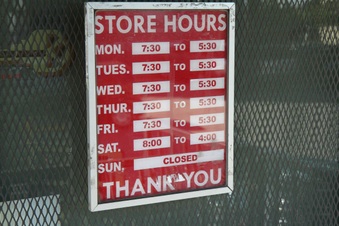 STORE HOURS
MON. 7:30 TO 5:30
TUES. 7:30 TO 5:30
WED. 7:30 TO 5:30
THUR. 7:30 TO 5:30
FRI. 7:30 TO 5:30
SAT. 8:00 TO 4:00
SUN. CLOSED
THANK YOU